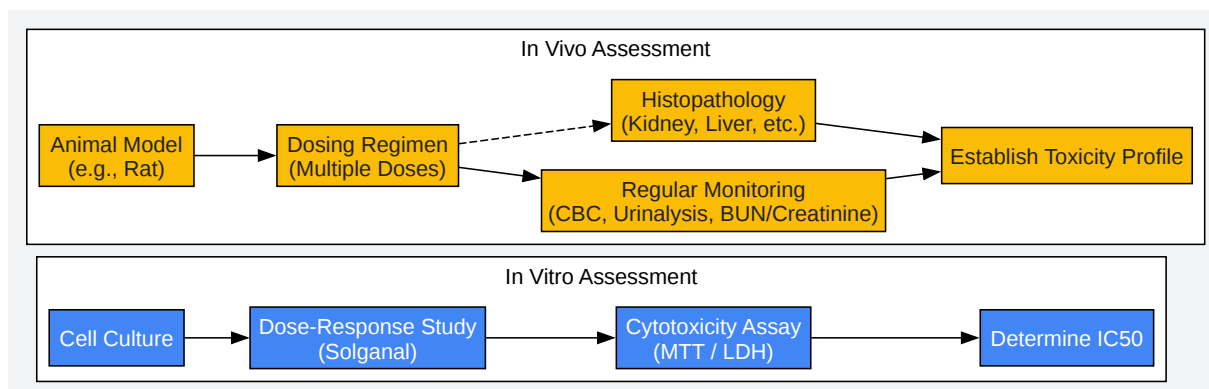 In Vivo Assessment
Animal Model
(e.g., Rat)
Dosing Regimen
(Multiple Doses)
Histopathology
(Kidney, Liver, etc.)
Regular Monitoring
(CBC, Urinalysis, BUN/Creatinine)
Establish Toxicity Profile
In Vitro Assessment
Cell Culture
Dose-Response Study
(Solganal)
Cytotoxicity Assay
(MTT / LDH)
Determine IC50